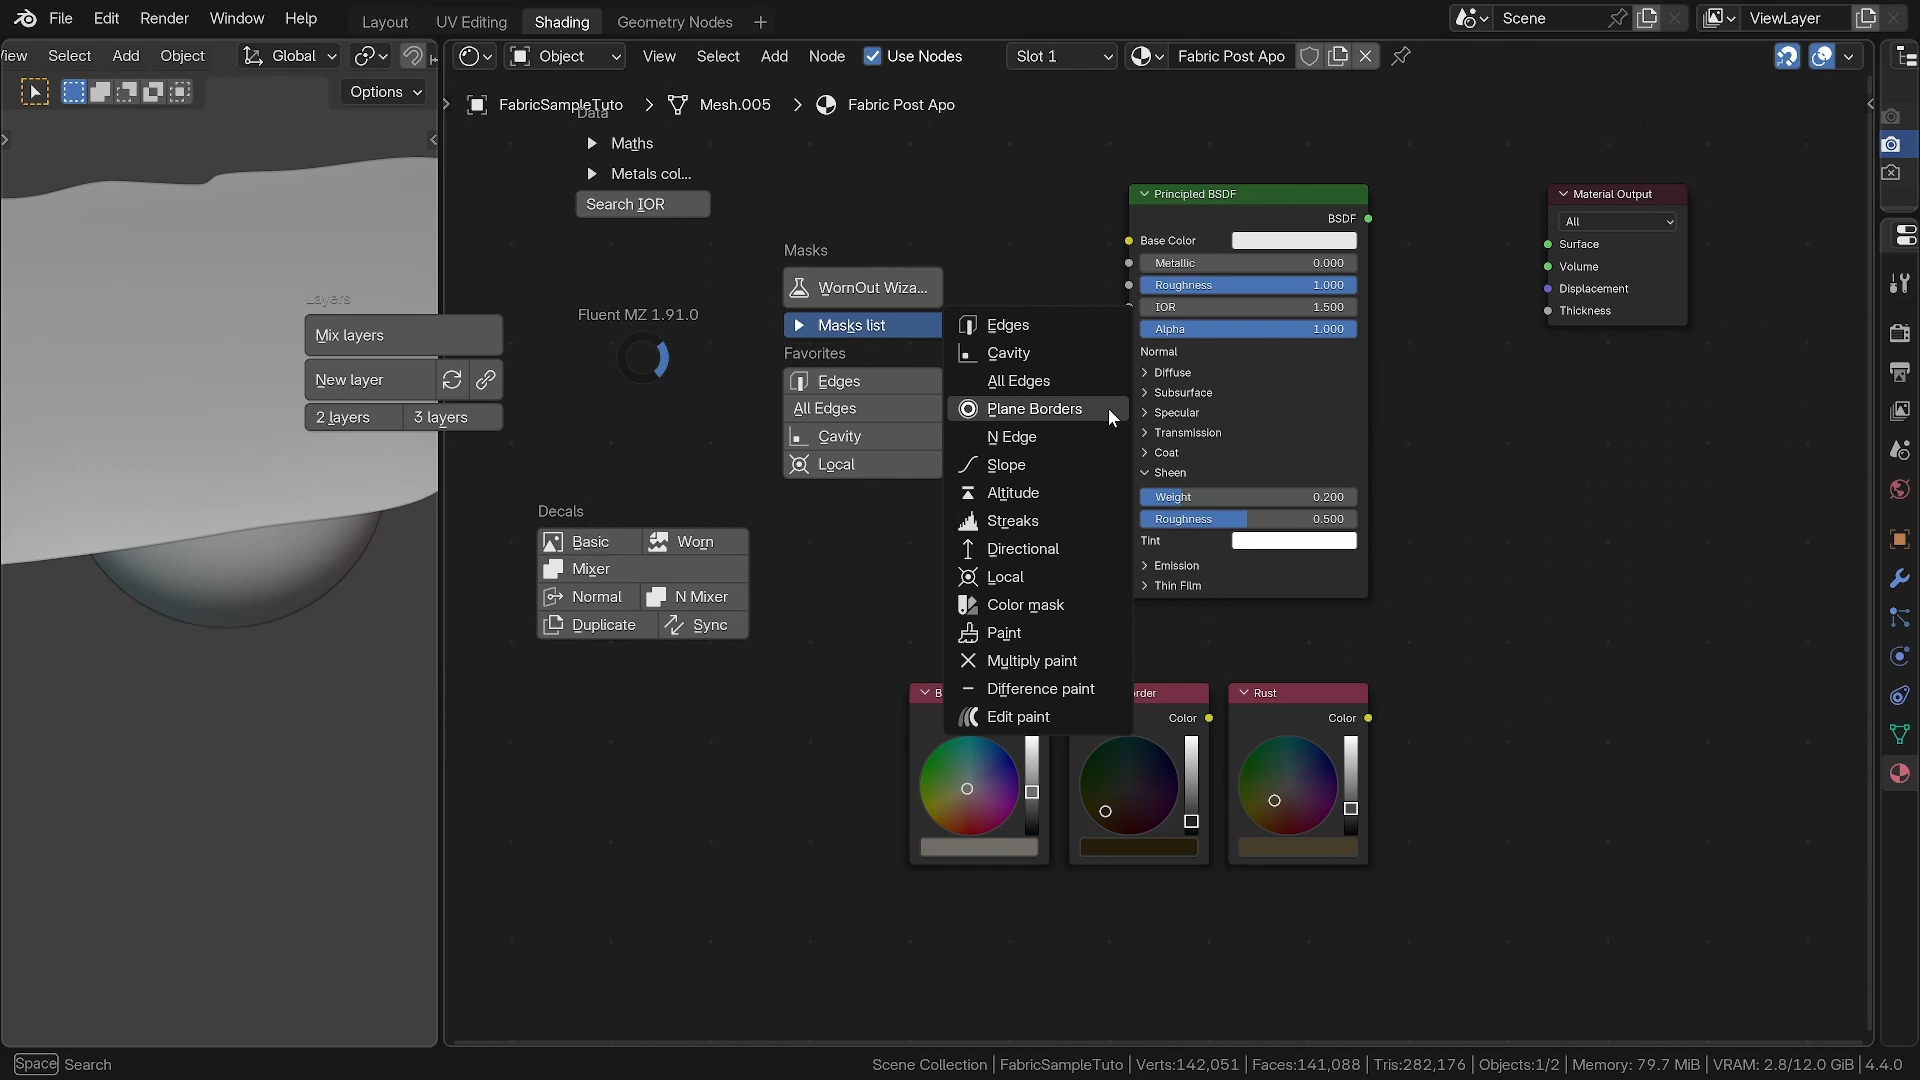 File Edit Render Window Help Layout UV Editing Shading Geometry Nodes Scene ViewLayer
iew Select Add Object Global Object View Select Add Node Use Nodes Slot 1 Fabric Post Apo
Options
FabricSampleTuto Mesh.005 Fabric Post Apo
Data
Maths
Metals col...
Search IOR
Masks
WornOut Wiza...
Masks list
Favorites
Edges
All Edges
Cavity
Local
Fluent MZ 1.91.0
Layers
Mix layers
New layer
2 layers 3 layers
Decals
Basic Worn
Mixer
Normal N Mixer
Duplicate Sync
Edges
Cavity
All Edges
Plane Borders
N Edge
Slope
Altitude
Streaks
Directional
Local
Color mask
Paint
Multiply paint
Difference paint
Edit paint
Principled BSDF
BSDF
Base Color
Metallic 0.000
Roughness 1.000
IOR 1.500
Alpha 1.000
Normal
Diffuse
Subsurface
Specular
Transmission
Coat
Sheen
Weight 0.200
Roughness 0.500
Tint
Emission
Thin Film
Material Output
All
Surface
Volume
Displacement
Thickness
B
rder
Color
Rust
Color
Space Search
Scene Collection | FabricSampleTuto | Verts:142,051 | Faces:141,088 | Tris:282,176 | Objects:1/2 | Memory: 79.7 MiB | VRAM: 2.8/12.0 GiB | 4.4.0